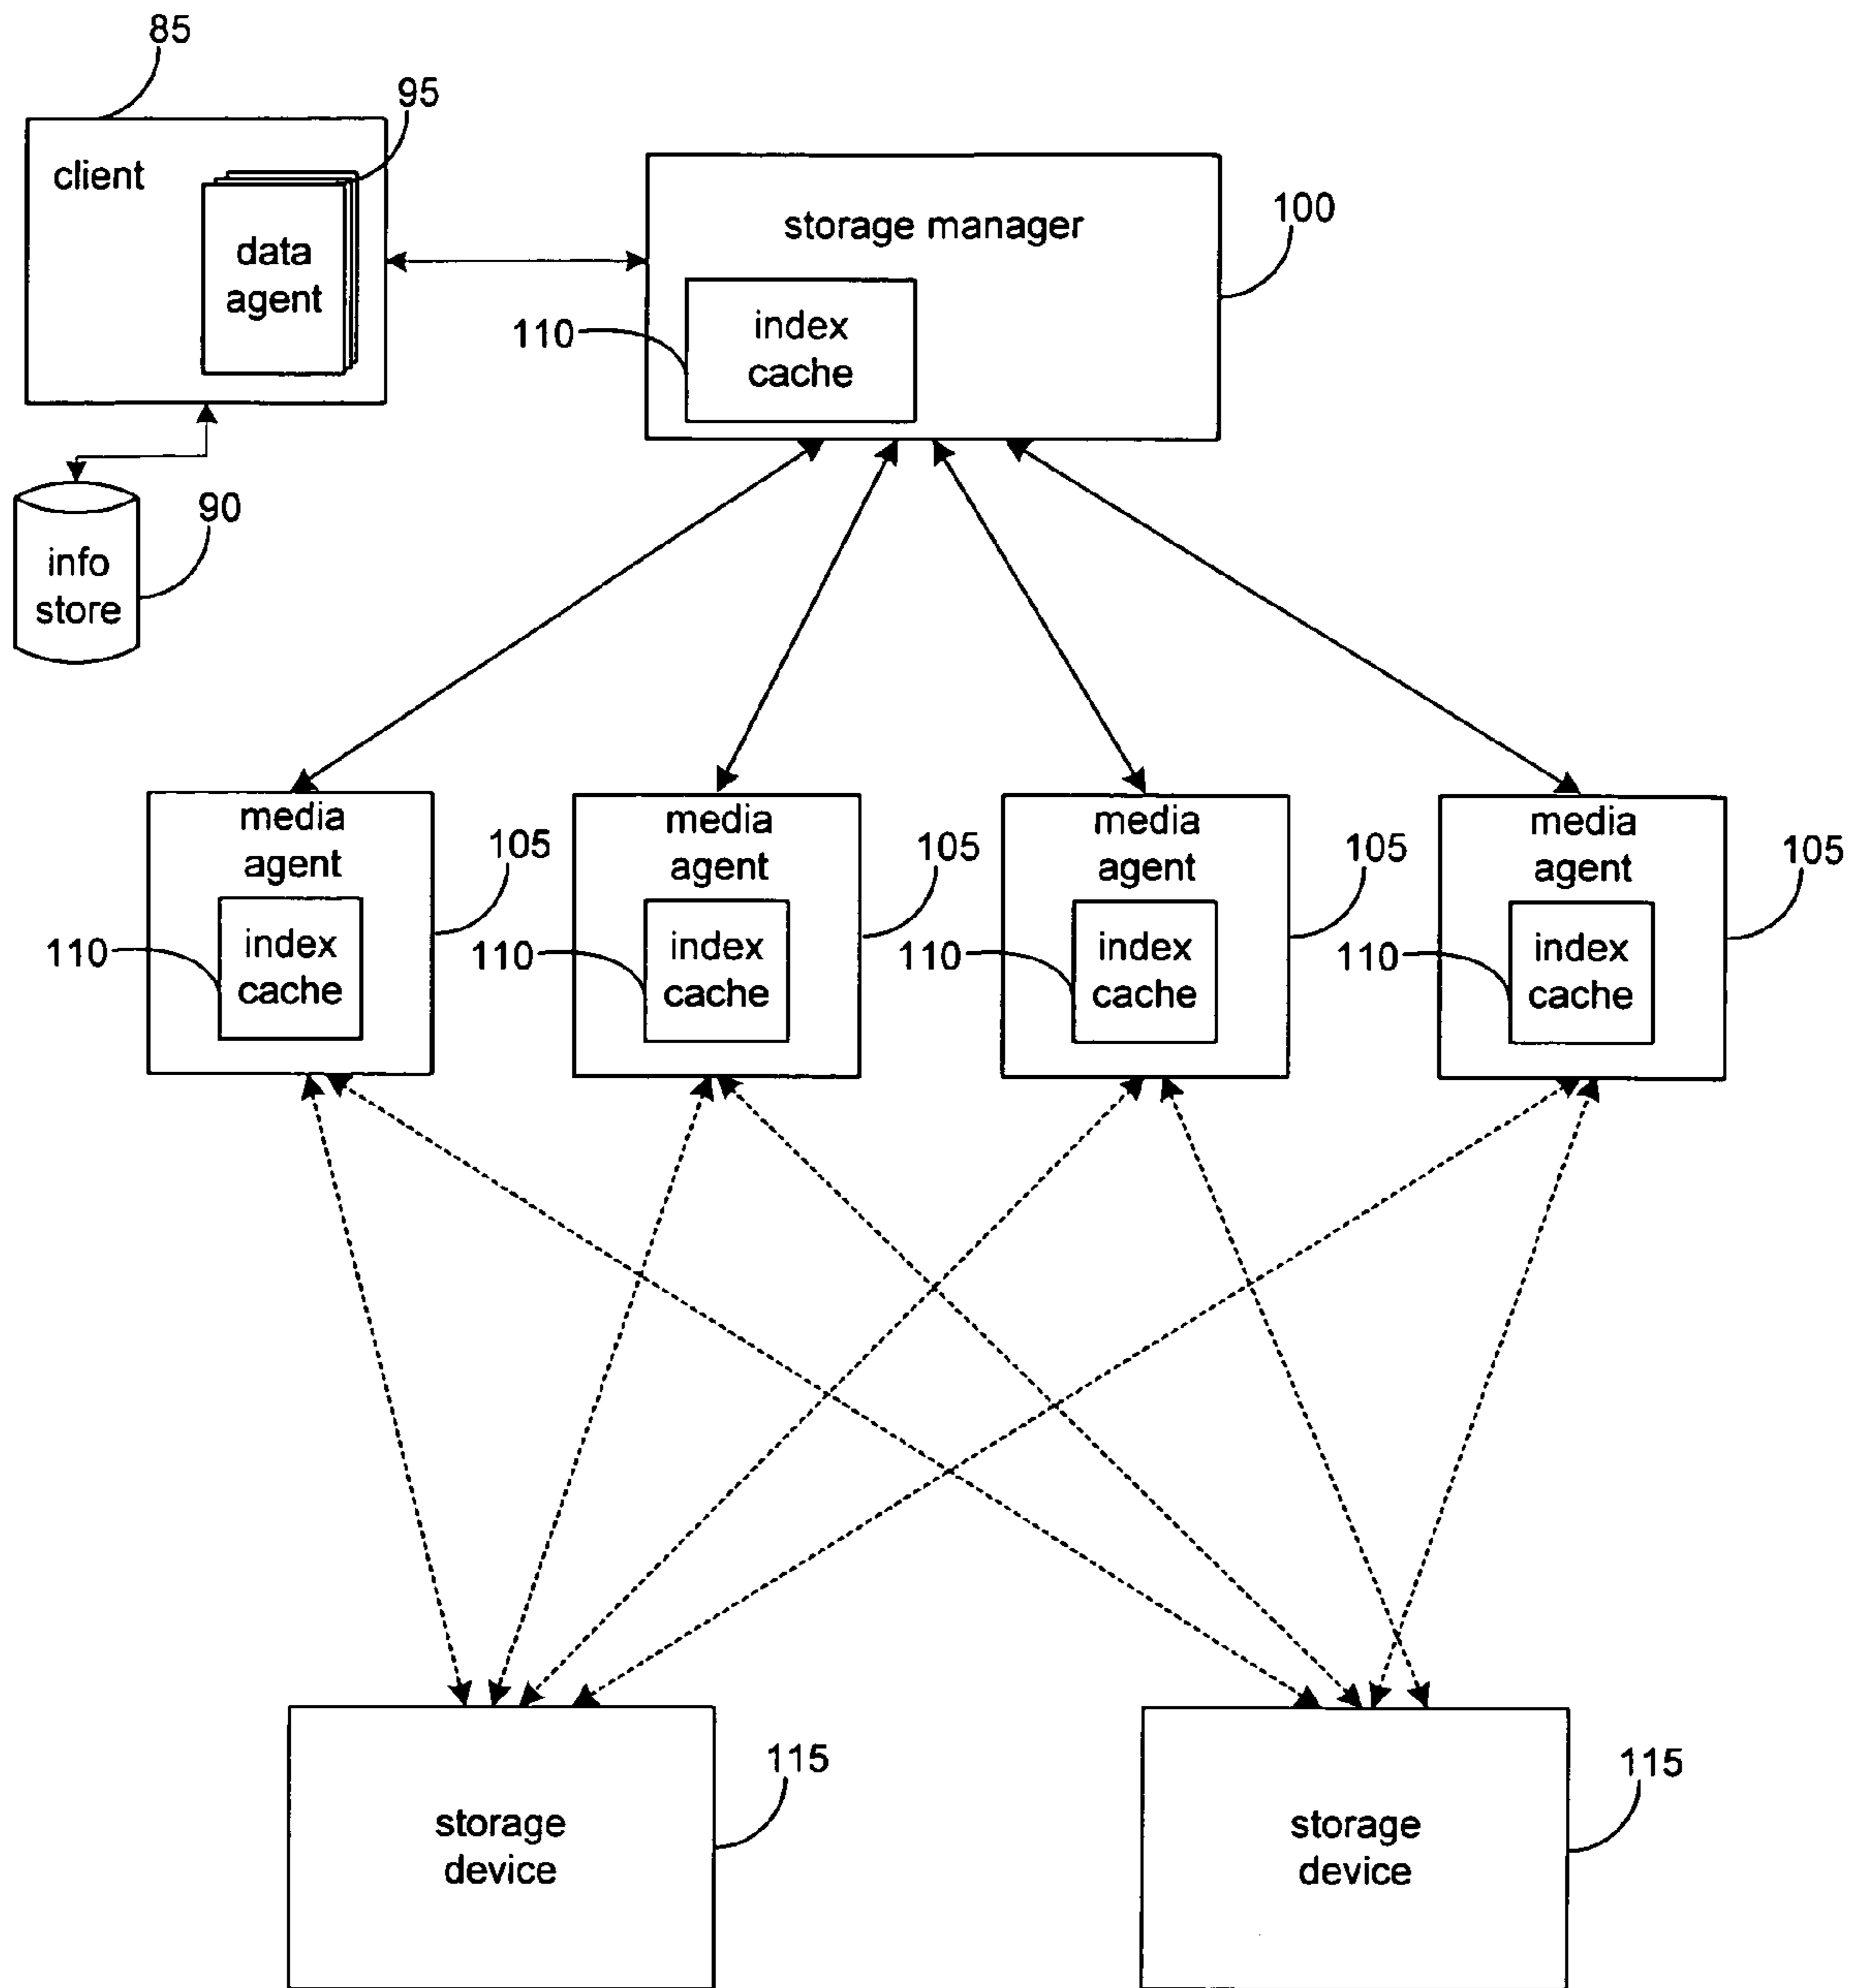 85
95
client
data
agent
storage manager
100
110
index
cache
90
info
store
media
agent
105
110
index
cache
media
agent
105
110
index
cache
media
agent
105
110
index
cache
media
agent
105
110
index
cache
storage
device
115
storage
device
115